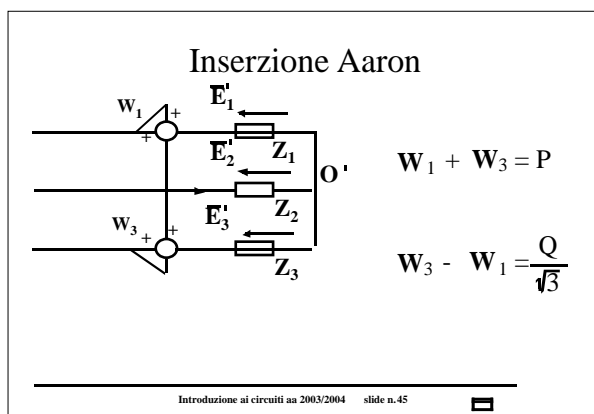 Inserzione Aaron
W₁
+
+
E̅'₁
Z₁
E̅'₂
O'
Z₂
E̅'₃
W₃
+
+
Z₃
W₁ + W₃ = P
W₃ - W₁ = Q/√3
Introduzione ai circuiti aa 2003/2004 slide n. 45